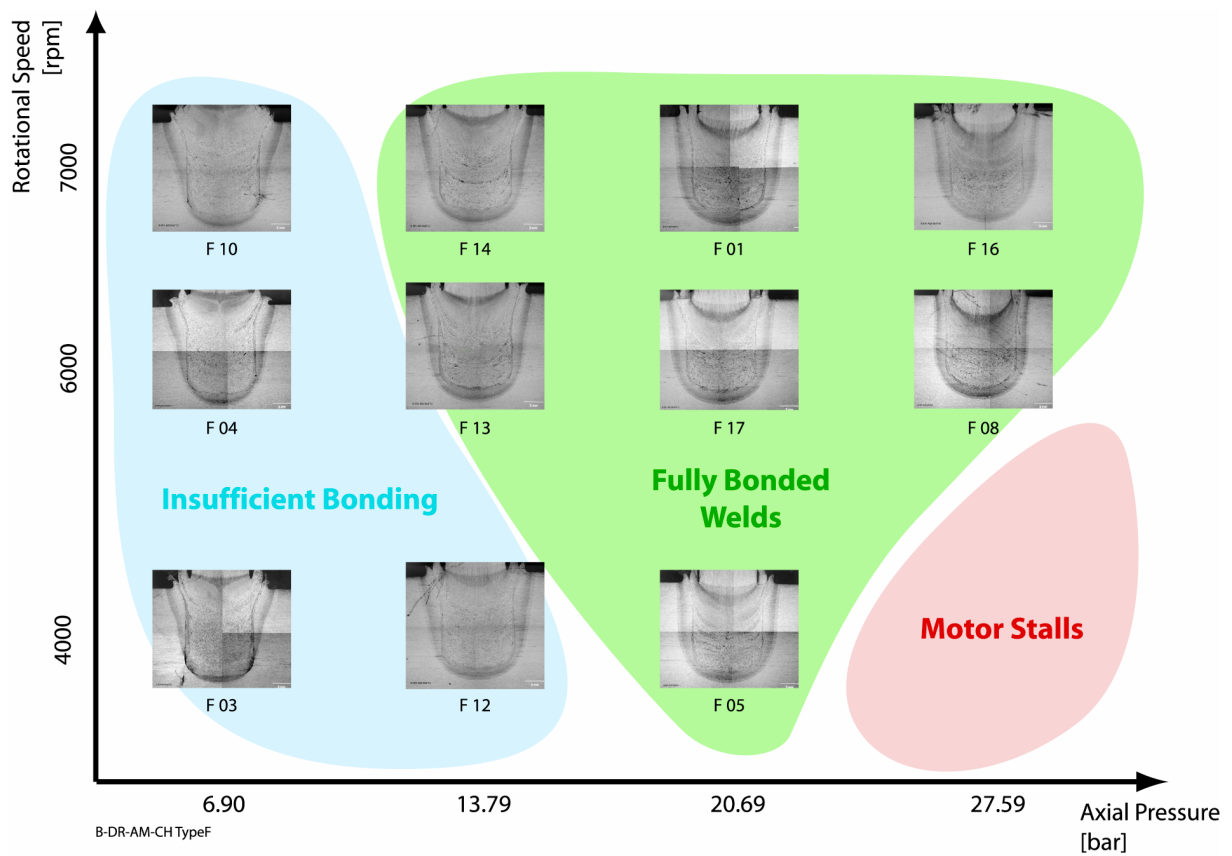 Rotational Speed
[rpm]
7000
F 10
F 14
F 01
F 16
6000
F 04
F 13
F 17
F 08
Insufficient Bonding
Fully Bonded
Welds
4000
Motor Stalls
F 03
F 12
F 05
6.90
13.79
20.69
27.59
Axial Pressure
[bar]
B-DR-AM-CH TypeF